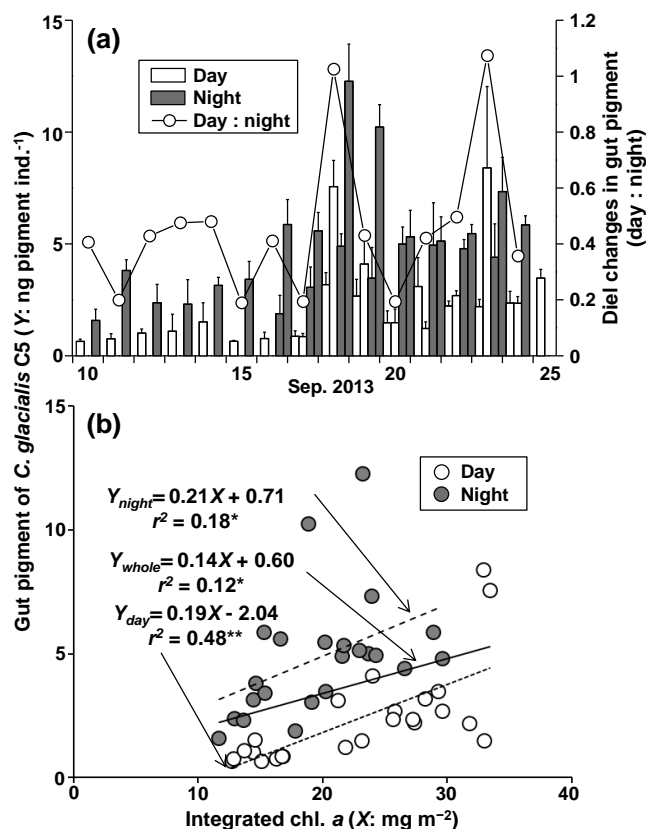 (a)
Day
Night
Day : night
15
10
5
0
1.2
1
0.8
0.6
0.4
0.2
0
10
15
20
25
Sep. 2013
Diel changes in gut pigment
(day : night)
Gut pigment of C. glacialis C5 (Y: ng pigment ind.-1)
(b)
Day
Night
15
10
5
0
Ynight= 0.21X + 0.71
r2 = 0.18*
Ywhole= 0.14X + 0.60
r2 = 0.12*
Yday= 0.19X - 2.04
r2 = 0.48**
0
10
20
30
40
Integrated chl. a (X: mg m−2)